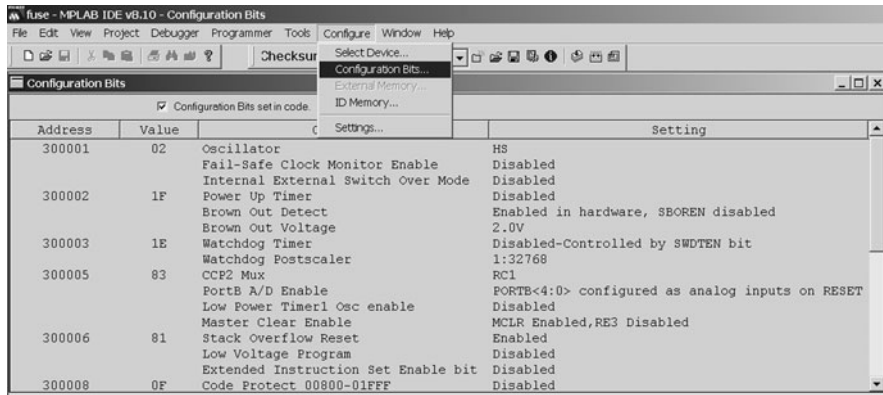 fuse - MPLAB IDE v8.10 - Configuration Bits
File Edit View Project Debugger Programmer Tools Configure Window Help
Checksur
Select Device...
Configuration Bits...
External Memory...
ID Memory...
Settings...
Configuration Bits
Configuration Bits set in code.
Address Value C Setting
300001 02 Oscillator HS
Fail-Safe Clock Monitor Enable Disabled
Internal External Switch Over Mode Disabled
300002 1F Power Up Timer Disabled
Brown Out Detect Enabled in hardware, SBOREN disabled
Brown Out Voltage 2.0V
300003 1E Watchdog Timer Disabled-Controlled by SWDTEN bit
Watchdog Postscaler 1:32768
300005 83 CCP2 Mux RC1
PortB A/D Enable PORTB<4:0> configured as analog inputs on RESET
Low Power Timer1 Osc enable Disabled
Master Clear Enable MCLR Enabled,RE3 Disabled
300006 81 Stack Overflow Reset Enabled
Low Voltage Program Disabled
Extended Instruction Set Enable bit Disabled
300008 0F Code Protect 00800-01FFF Disabled